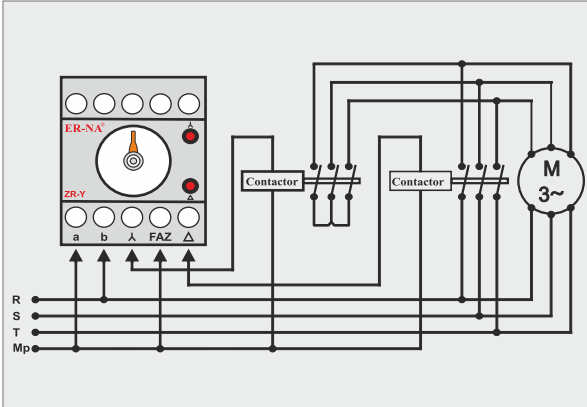 ER-NA®
ZR-Y
a b FAZ
Contactor
Contactor
M
3~
R
S
T
Mp